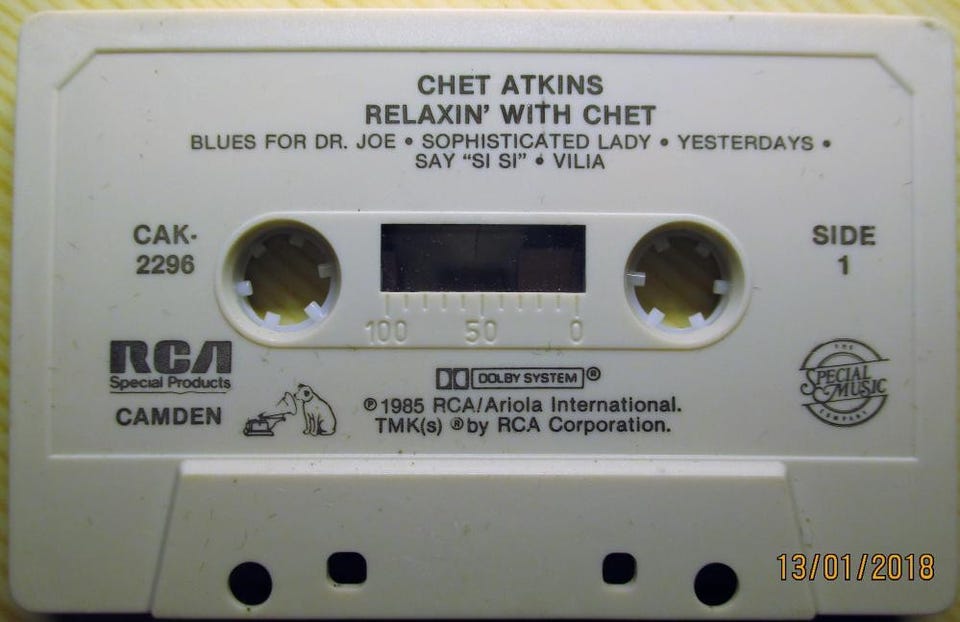 CHET ATKINS
RELAXIN' WITH CHET
BLUES FOR DR. JOE • SOPHISTICATED LADY • YESTERDAYS •
SAY "SI SI" • VILIA
CAK-
2296
SIDE
1
100 50 0
RCA
Special Products
CAMDEN
DOLBY SYSTEM ®
℗ 1985 RCA/Ariola International.
TMK(s) ® by RCA Corporation.
THE
SPECIAL
MUSIC
COMPANY
13/01/2018